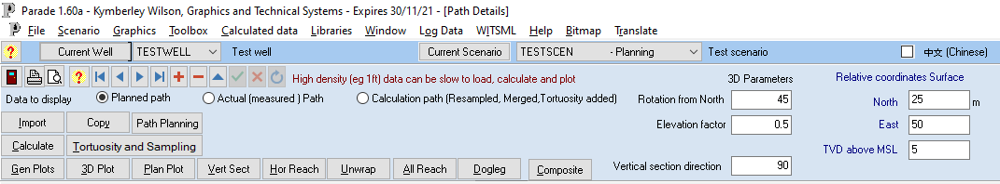 Parade 1.60a - Kymberley Wilson, Graphics and Technical Systems - Expires 30/11/21 - [Path Details]
File Scenario Graphics Toolbox Calculated data Libraries Window Log Data WITSML Help Bitmap Translate
? Current Well TESTWELL Test well Current Scenario TESTSCEN - Planning Test scenario 中文 (Chinese)
? High density (eg 1ft) data can be slow to load, calculate and plot 3D Parameters Relative coordinates Surface
Data to display Planned path Actual (measured ) Path Calculation path (Resampled, Merged,Tortuosity added) Rotation from North 45 North 25 m
Import Copy Path Planning Elevation factor 0.5 East 50
Calculate Tortuosity and Sampling TVD above MSL 5
Gen Plots 3D Plot Plan Plot Vert Sect Hor Reach Unwrap All Reach Dogleg Composite Vertical section direction 90